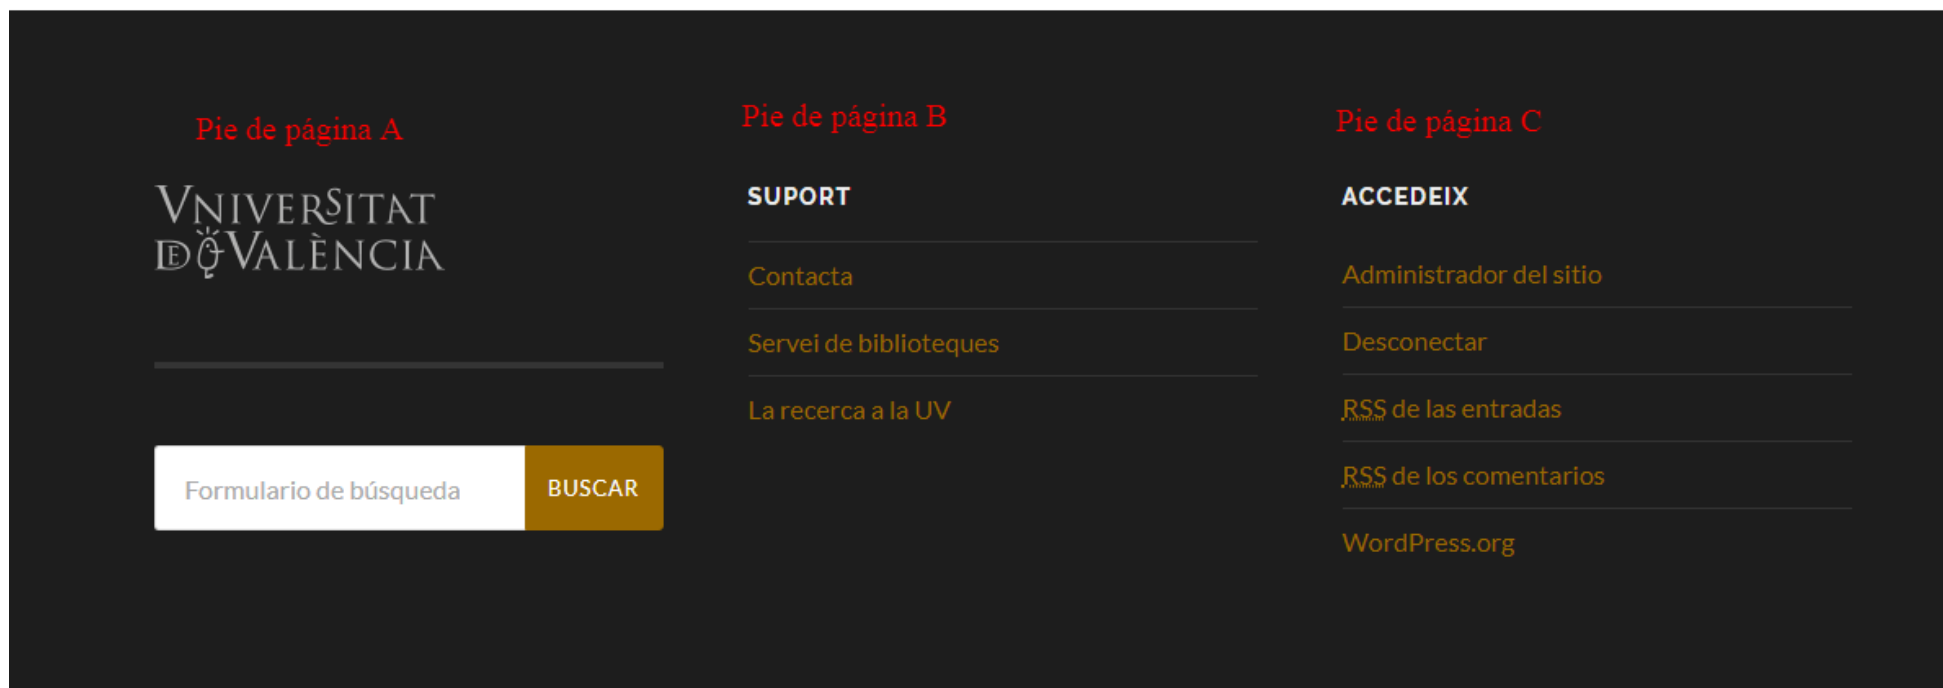 Pie de página A
VNIVERSITAT
DE VALÈNCIA
Formulario de búsqueda
BUSCAR
Pie de página B
SUPORT
Contacta
Servei de biblioteques
La recerca a la UV
Pie de página C
ACCEDEIX
Administrador del sitio
Desconectar
RSS de las entradas
RSS de los comentarios
WordPress.org